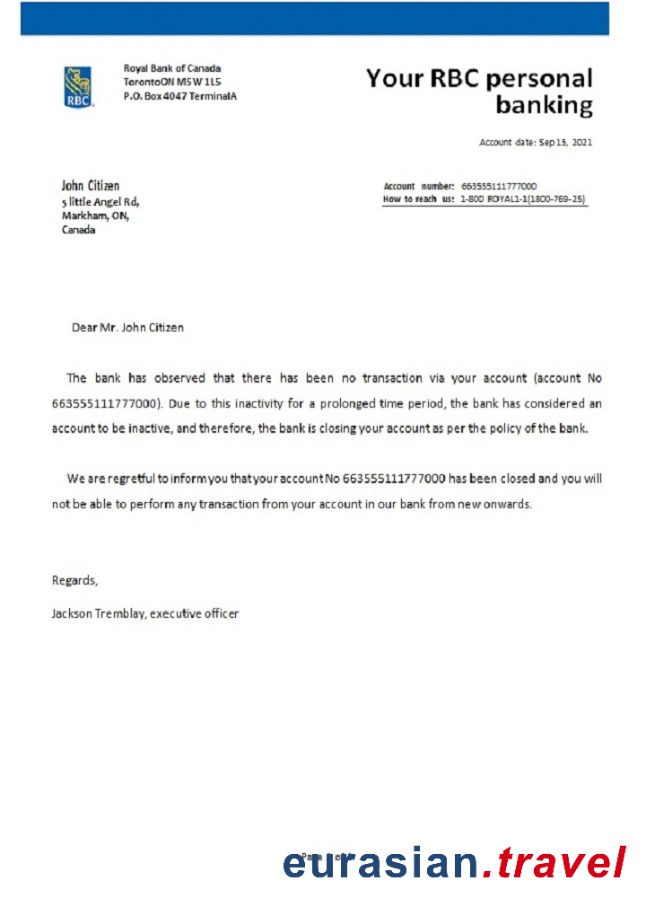 RBC
Royal Bank of Canada
TorontoON M5W 1L5
P.O. Box 4047 TerminalA
Your RBC personal
banking
Account date: Sep 15, 2021
John Citizen
5 little Angel Rd,
Markham, ON,
Canada
Account number: 663555111777000
How to reach us: 1-800 ROYAL1-1(1800-769-25)
Dear Mr. John Citizen
The bank has observed that there has been no transaction via your account (account No
663555111777000). Due to this inactivity for a prolonged time period, the bank has considered an
account to be inactive, and therefore, the bank is closing your account as per the policy of the bank.
We are regretful to inform you that your account No 663555111777000 has been closed and you will
not be able to perform any transaction from your account in our bank from new onwards.
Regards,
Jackson Tremblay, executive officer
eurasian.travel